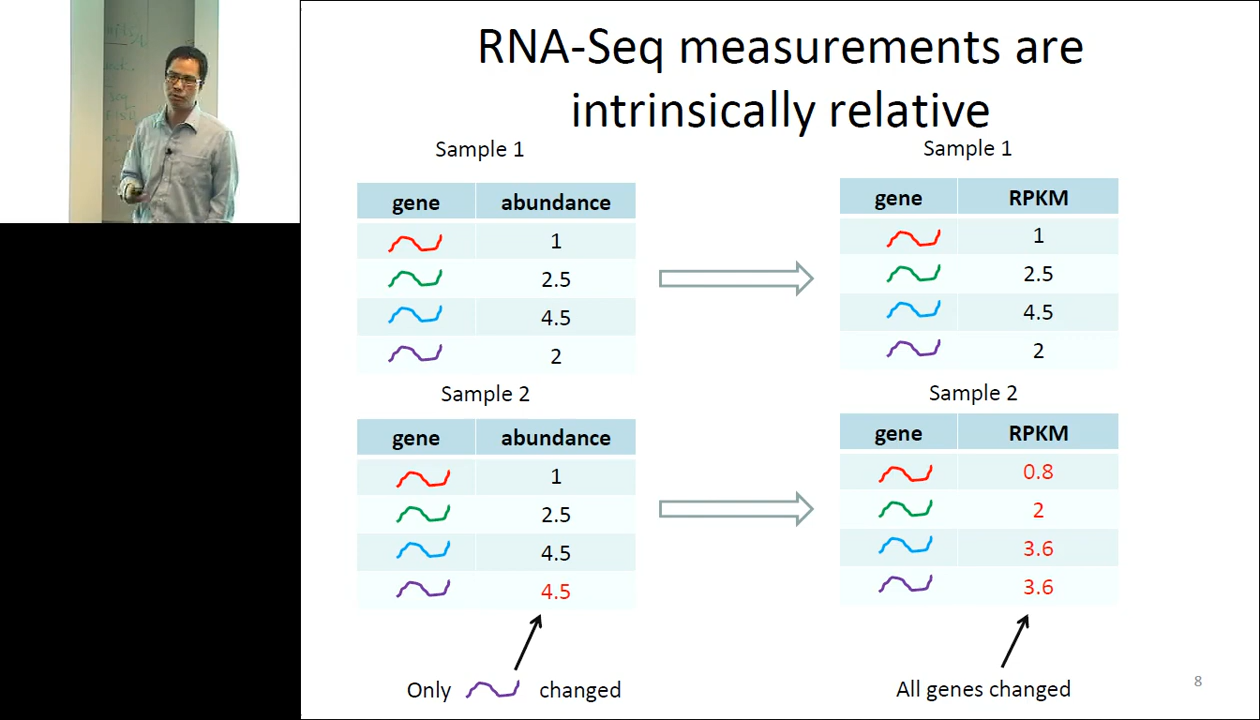 RNA-Seq measurements are
intrinsically relative
Sample 1
gene abundance
1
2.5
4.5
2
Sample 1
gene RPKM
1
2.5
4.5
2
Sample 2
gene abundance
1
2.5
4.5
4.5
Sample 2
gene RPKM
0.8
2
3.6
3.6
Only changed
All genes changed
8